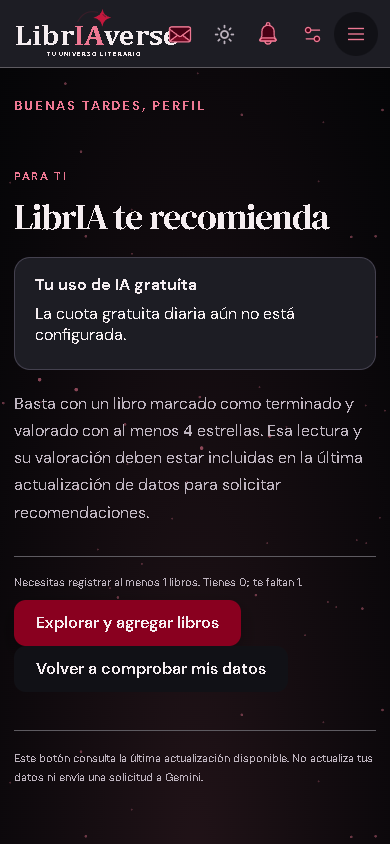 LibrIAverso
TU UNIVERSO LITERARIO
BUENAS TARDES, PERFIL
PARA TI
LibrIA te recomienda
Tu uso de IA gratuita
La cuota gratuita diaria aún no está
configurada.
Basta con un libro marcado como terminado y
valorado con al menos 4 estrellas. Esa lectura y
su valoración deben estar incluidas en la última
actualización de datos para solicitar
recomendaciones.
Necesitas registrar al menos 1 libros. Tienes 0; te faltan 1.
Explorar y agregar libros
Volver a comprobar mis datos
Este botón consulta la última actualización disponible. No actualiza tus
datos ni envía una solicitud a Gemini.